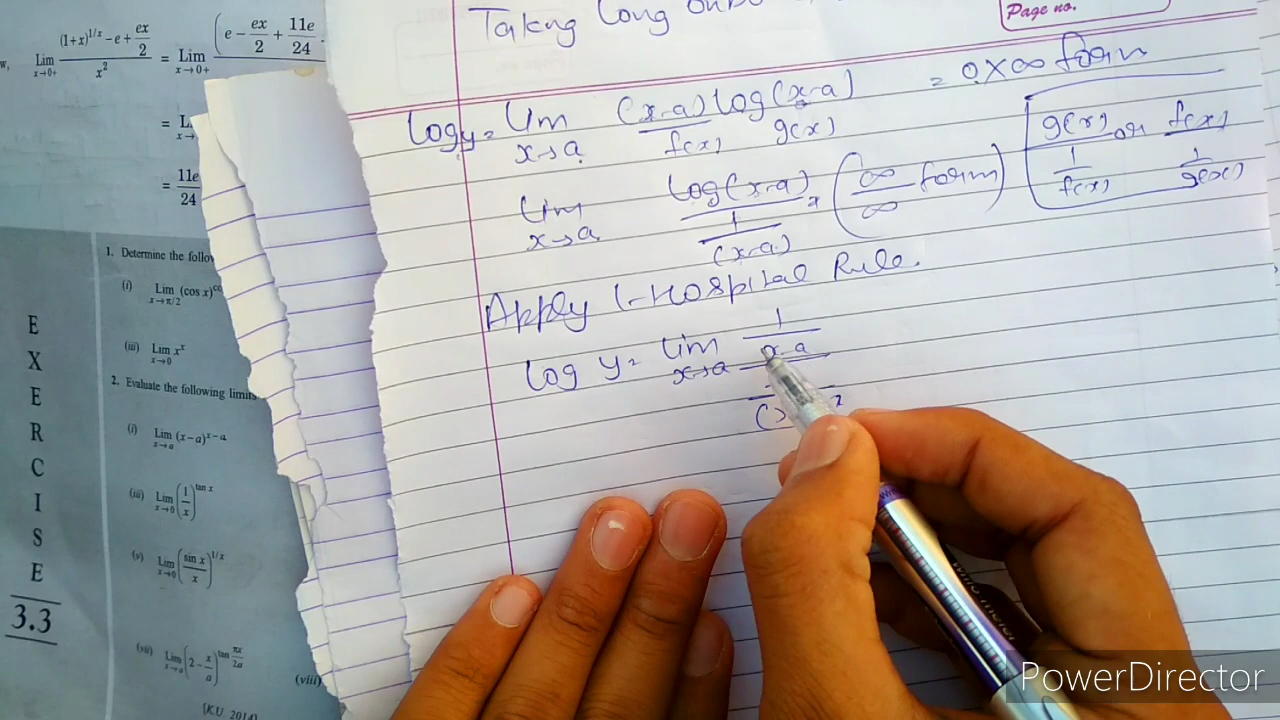 Taking Long
Page no.
log y = lim x→a (x-a) log(x-a) = 0×∞ form
f(x) g(x)
lim x→a log(x-a) / 1/(x-a) = (∞/∞ form)
g(x) / 1/f(x) or f(x) / 1/g(x)
Apply L-Hospital Rule.
log y = lim x→a 1/x-a
2
Lim x→0+ ((1+x)^1/x - e + ex/2) / x² = Lim x→0+ (e - ex/2 + 11e/24
=
= 11e/24
EXERCISE
3.3
1. Determine the follo
(i) Lim x→π/2 (cos x)
(iii) Lim x→0 x^x
2. Evaluate the following limits
(i) Lim x→a (x-a)^x-a
(iii) Lim x→0 (1/x)^tan x
(v) Lim x→0 (sin x/x)^1/x
(vii) Lim x→a (2 - x/a)^tan πx/2a
(viii)
(K.U. 2014)
PowerDirector